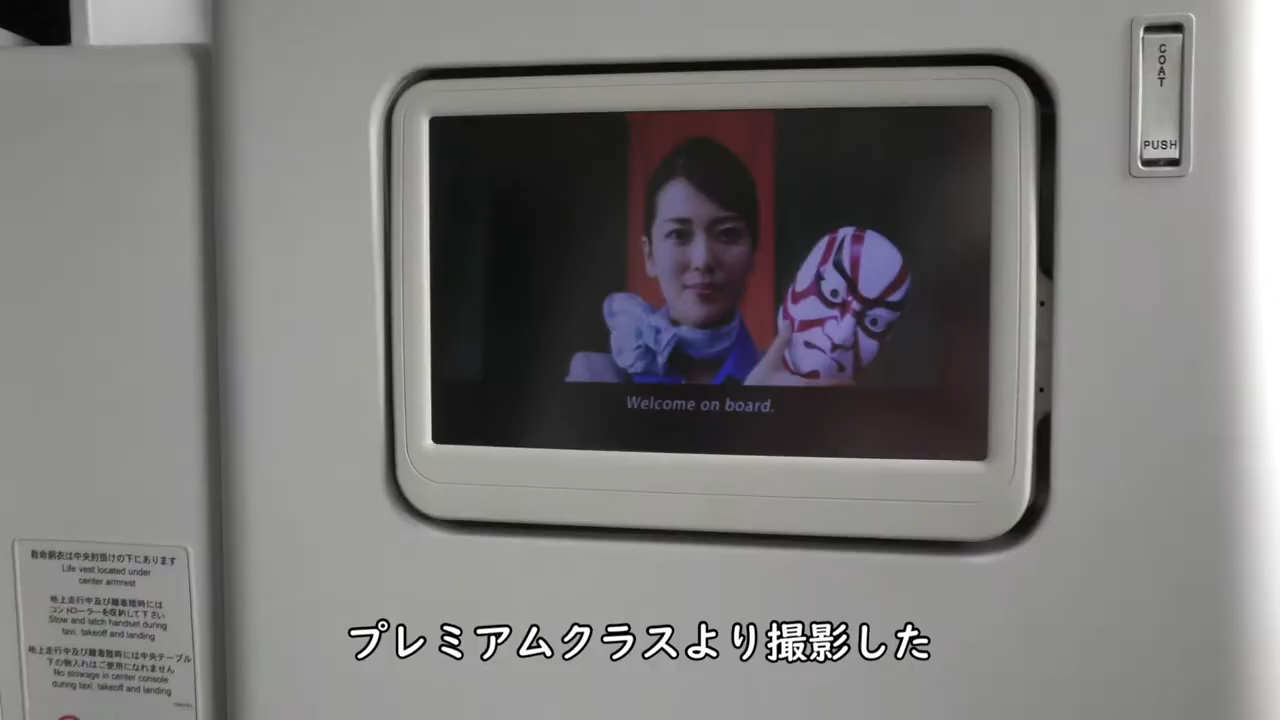 COAT
PUSH
Welcome on board.
救命胴衣は中央肘掛けの下にあります
Life vest located under
center armrest
地上走行中及び離着陸時には
コントローラーを収納して下さい
Stow and latch handset during
taxi, takeoff and landing
地上走行中及び離着陸時には中央テーブル
下の物入れはご使用になれません
No stowage in center console
during taxi, takeoff and landing
プレミアムクラスより撮影した